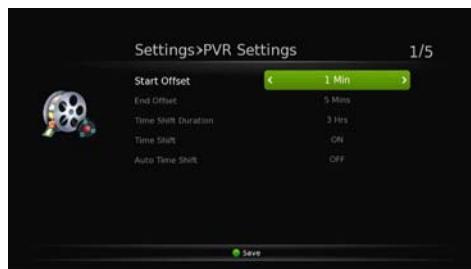 Settings>PVR Settings 1/5
Start Offset < 1 Min >
End Offset 5 Mins
Time Shift Duration 3 Hrs
Time Shift ON
Auto Time Shift OFF
Save